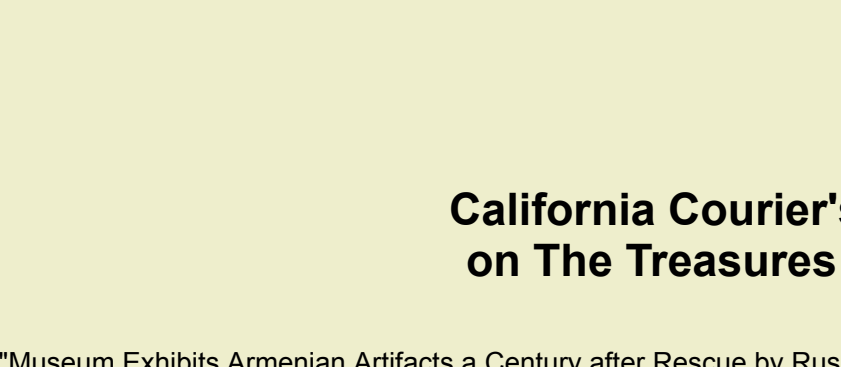 California Courier's
on The Treasures
"Museum Exhibits Armenian Artifacts a Century after Rescue by Rus